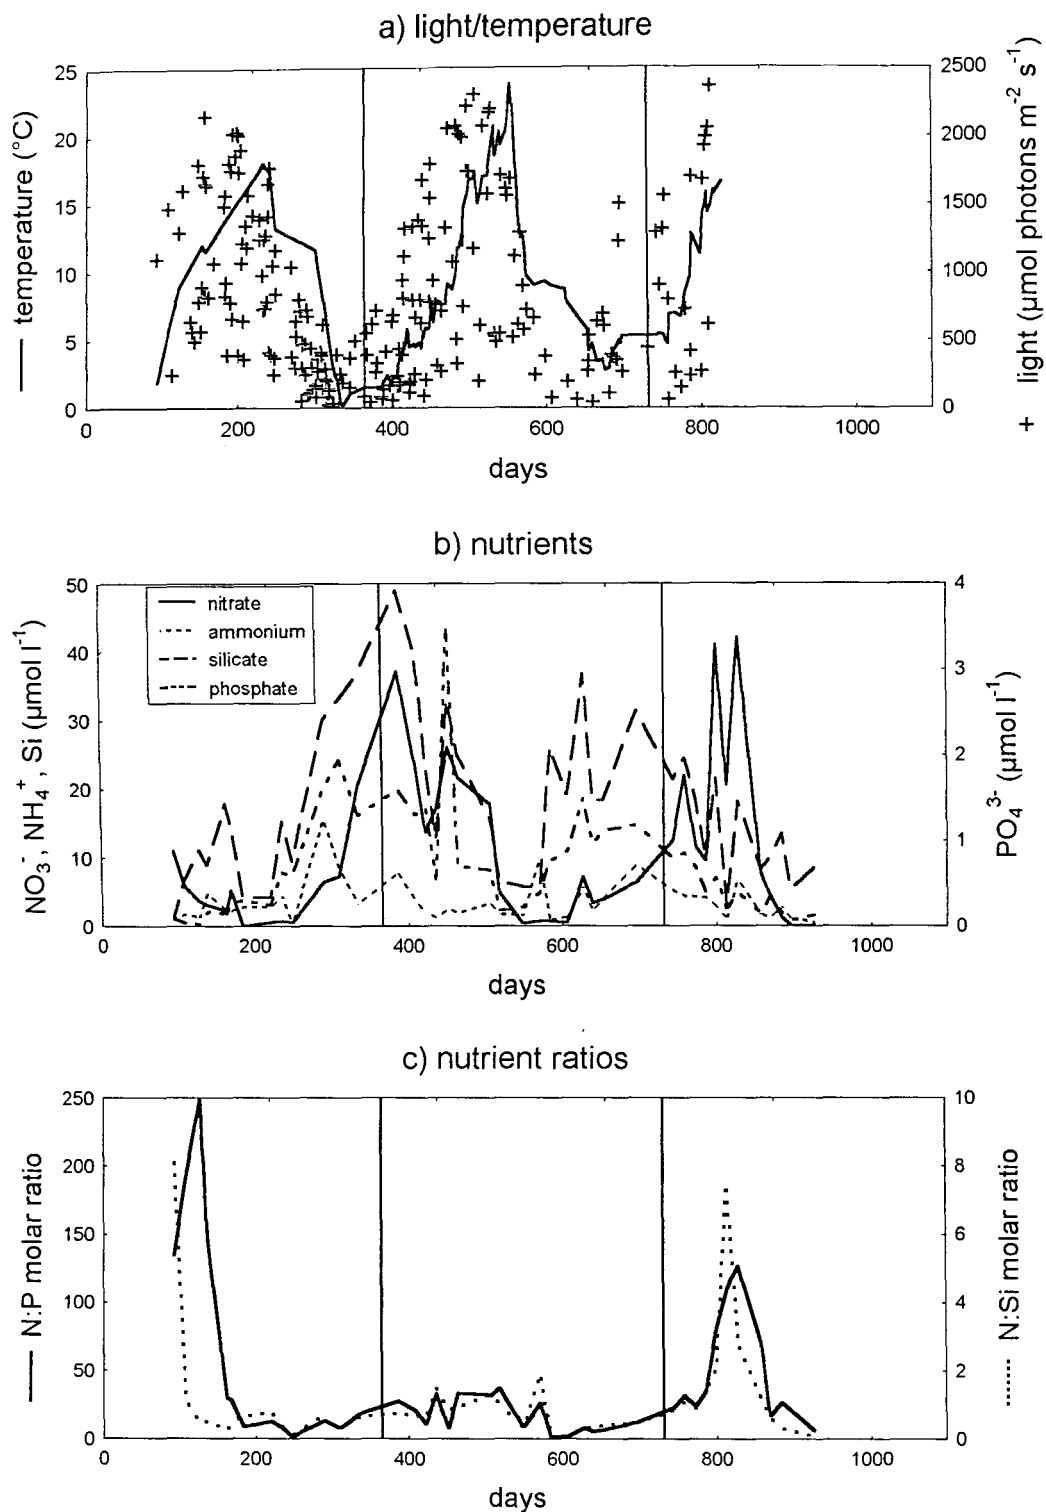 a) light/temperature
temperature (°C)
25
20
15
10
5
0
2500
2000
1500
1000
500
0
+ light (µmol photons m⁻² s⁻¹)
0 200 400 600 800 1000
days
b) nutrients
NO₃⁻, NH₄⁺, Si (µmol l⁻¹)
50
40
30
20
10
0
nitrate
ammonium
silicate
phosphate
4
3
2
1
0
PO₄³⁻ (µmol l⁻¹)
0 200 400 600 800 1000
days
c) nutrient ratios
N:P molar ratio
250
200
150
100
50
0
10
8
6
4
2
0
N:Si molar ratio
0 200 400 600 800 1000
days